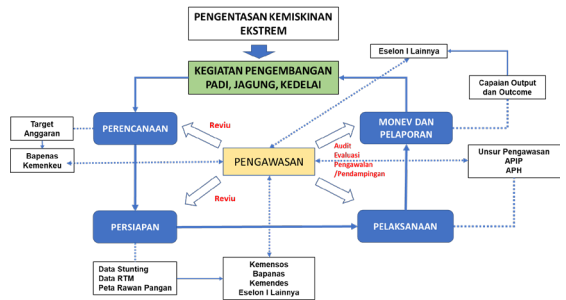 PENGENTASAN KEMISKINAN
EKSTREM
KEGIATAN PENGEMBANGAN
PADI, JAGUNG, KEDELAI
Eselon I Lainnya
Capaian Output
dan Outcome
Target
Anggaran
Bapenas
Kemenkeu
PERENCANAAN
Reviu
MONEV DAN
PELAPORAN
PENGAWASAN
Audit
Evaluasi
Pengawalan
/Pendampingan
Unsur Pengawasan
APIP
APH
Reviu
PERSIAPAN
PELAKSANAAN
Data Stunting
Data RTM
Peta Rawan Pangan
Kemensos
Bapanas
Kemendes
Eselon I Lainnya